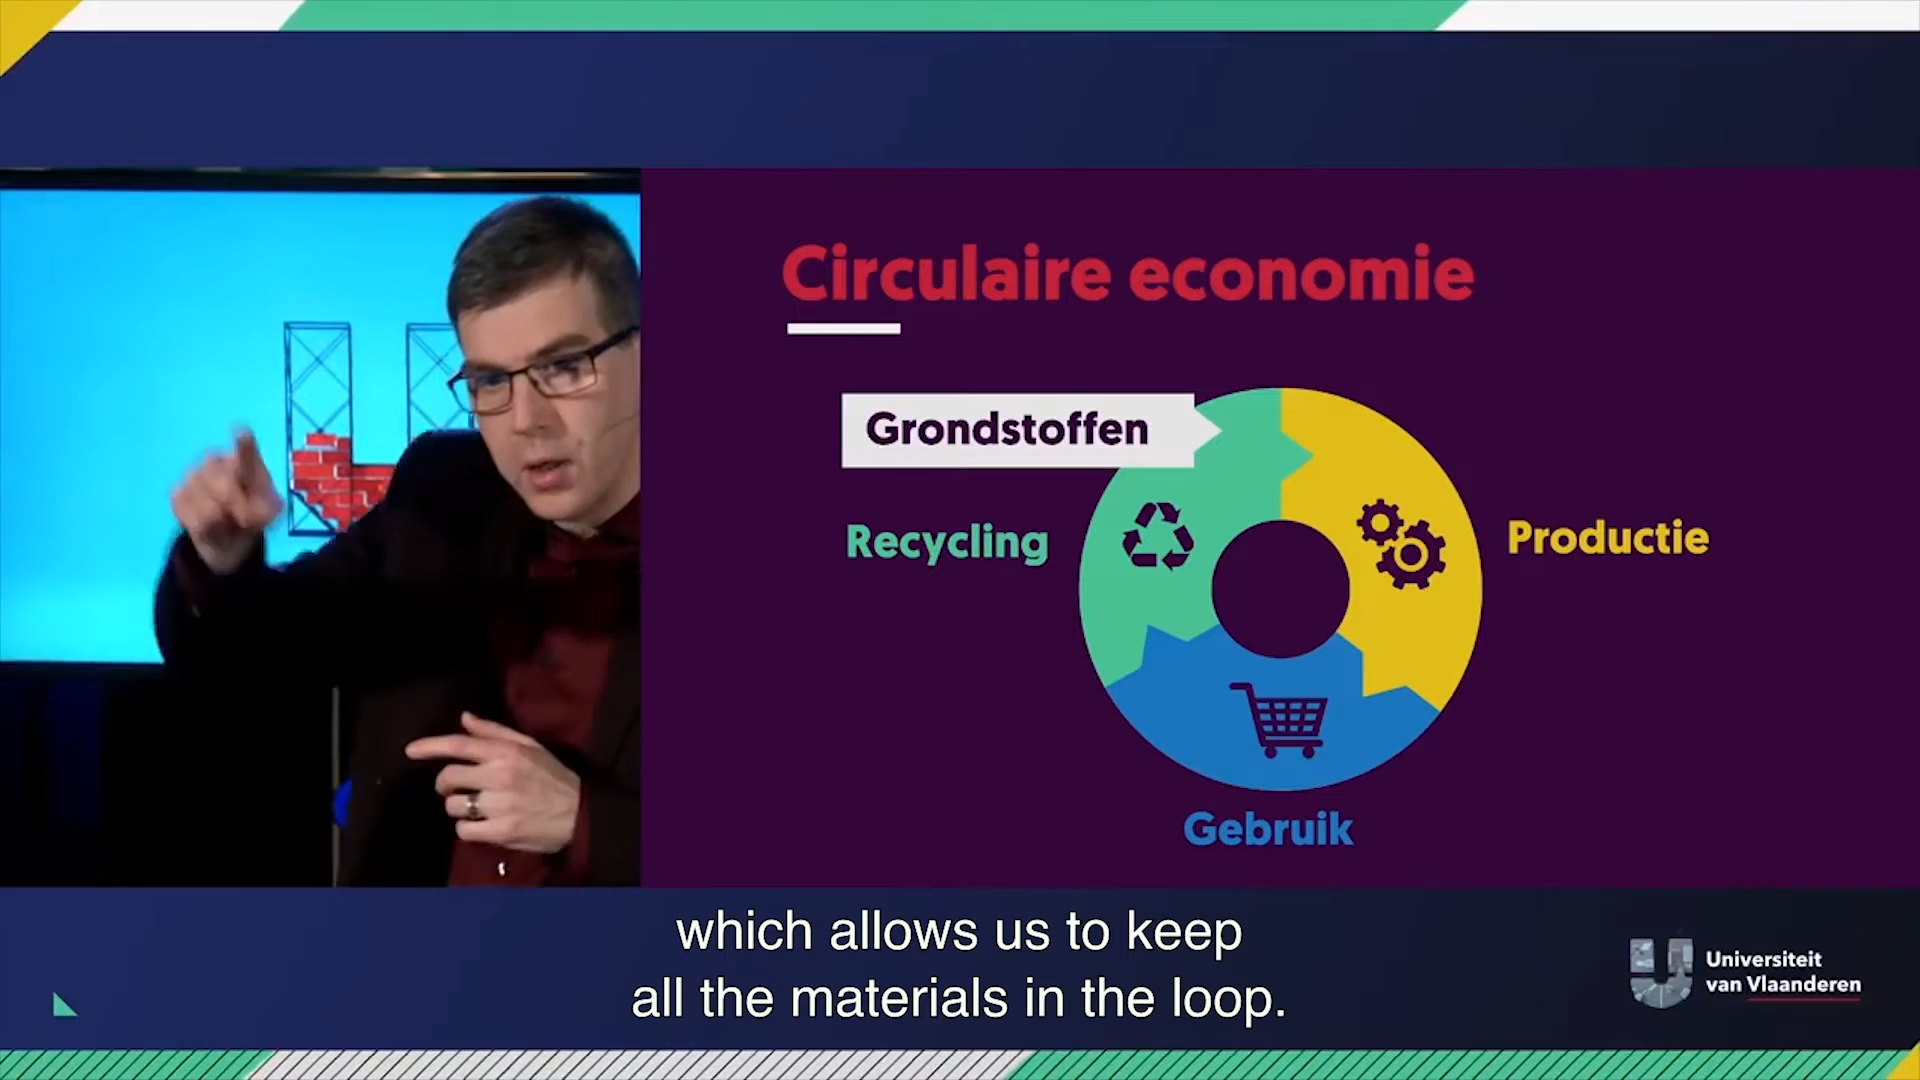 Circulaire economie
Grondstoffen
Recycling
Productie
Gebruik
which allows us to keep
all the materials in the loop.
Universiteit
van Vlaanderen